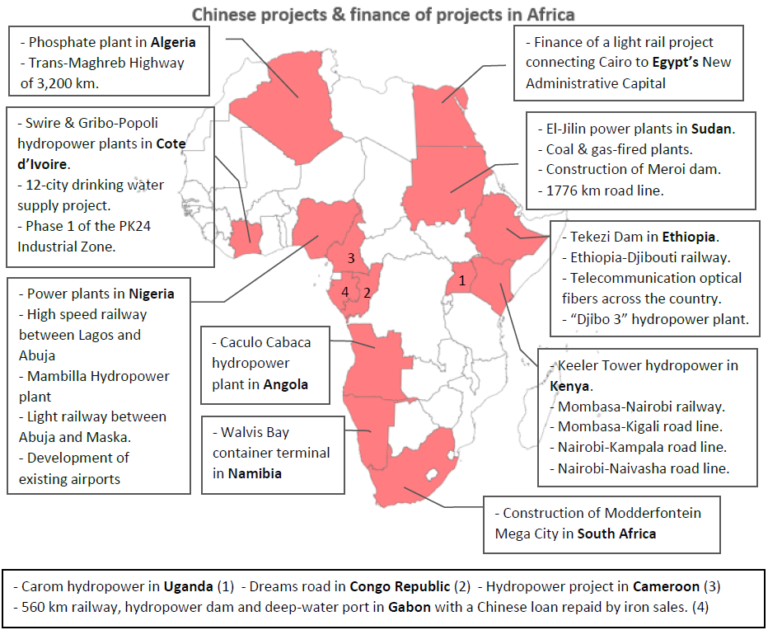 Chinese projects & finance of projects in Africa
- Phosphate plant in Algeria
- Trans-Maghreb Highway
of 3,200 km.
- Finance of a light rail project
connecting Cairo to Egypt's New
Administrative Capital
- Swire & Gribo-Popoli
hydropower plants in Cote
d'Ivoire.
- 12-city drinking water
supply project.
- Phase 1 of the PK24
Industrial Zone.
- El-Jilin power plants in Sudan.
- Coal & gas-fired plants.
- Construction of Meroi dam.
- 1776 km road line.
- Tekezi Dam in Ethiopia.
- Ethiopia-Djibouti railway.
- Telecommunication optical
fibers across the country.
- "Djibo 3" hydropower plant.
3
4
2
1
- Power plants in Nigeria
- High speed railway
between Lagos and
Abuja
- Mambilla Hydropower
plant
- Light railway between
Abuja and Maska.
- Development of
existing airports
- Caculo Cabaca
hydropower
plant in Angola
- Keeler Tower hydropower in
Kenya.
- Mombasa-Nairobi railway.
- Mombasa-Kigali road line.
- Nairobi-Kampala road line.
- Nairobi-Naivasha road line.
- Walvis Bay
container terminal
in Namibia
- Construction of Modderfontein
Mega City in South Africa
- Carom hydropower in Uganda (1) - Dreams road in Congo Republic (2) - Hydropower project in Cameroon (3)
- 560 km railway, hydropower dam and deep-water port in Gabon with a Chinese loan repaid by iron sales. (4)